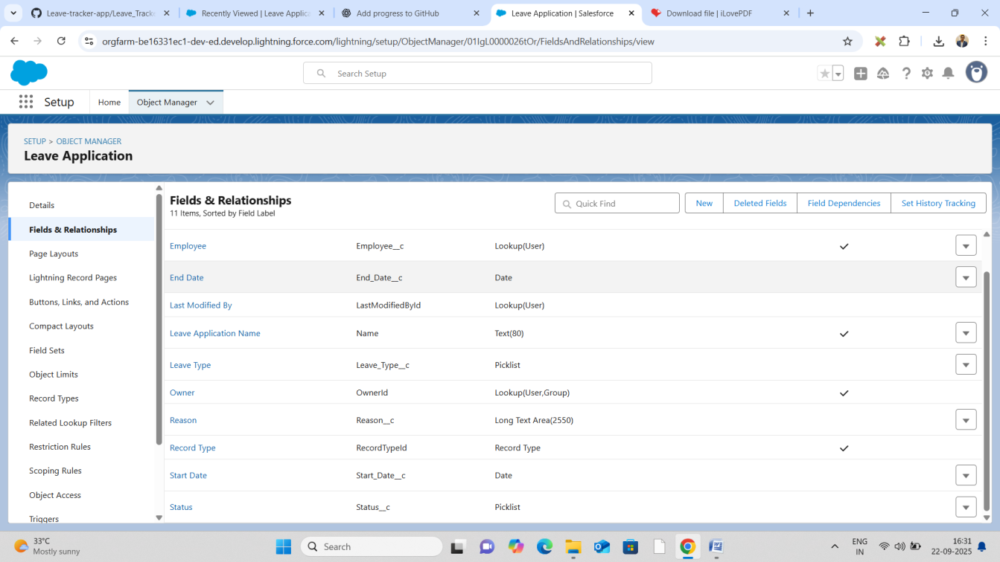 Leave-tracker-app/Leave_Track
Recently Viewed | Leave Applica
Add progress to GitHub
Leave Application | Salesforce
Download file | iLovePDF
orgfarm-be16331ec1-dev-ed.develop.lightning.force.com/lightning/setup/ObjectManager/01IgL0000026tOr/FieldsAndRelationships/view
Search Setup
Setup
Home
Object Manager
SETUP > OBJECT MANAGER
Leave Application
Details
Fields & Relationships
Page Layouts
Lightning Record Pages
Buttons, Links, and Actions
Compact Layouts
Field Sets
Object Limits
Record Types
Related Lookup Filters
Restriction Rules
Scoping Rules
Object Access
Triggers
Fields & Relationships
11 Items, Sorted by Field Label
Quick Find
New
Deleted Fields
Field Dependencies
Set History Tracking
Employee Employee__c Lookup(User)
End Date End_Date__c Date
Last Modified By LastModifiedById Lookup(User)
Leave Application Name Name Text(80)
Leave Type Leave_Type__c Picklist
Owner OwnerId Lookup(User,Group)
Reason Reason__c Long Text Area(2550)
Record Type RecordTypeId Record Type
Start Date Start_Date__c Date
Status Status__c Picklist
33°C
Mostly sunny
Search
ENG
IN
16:31
22-09-2025